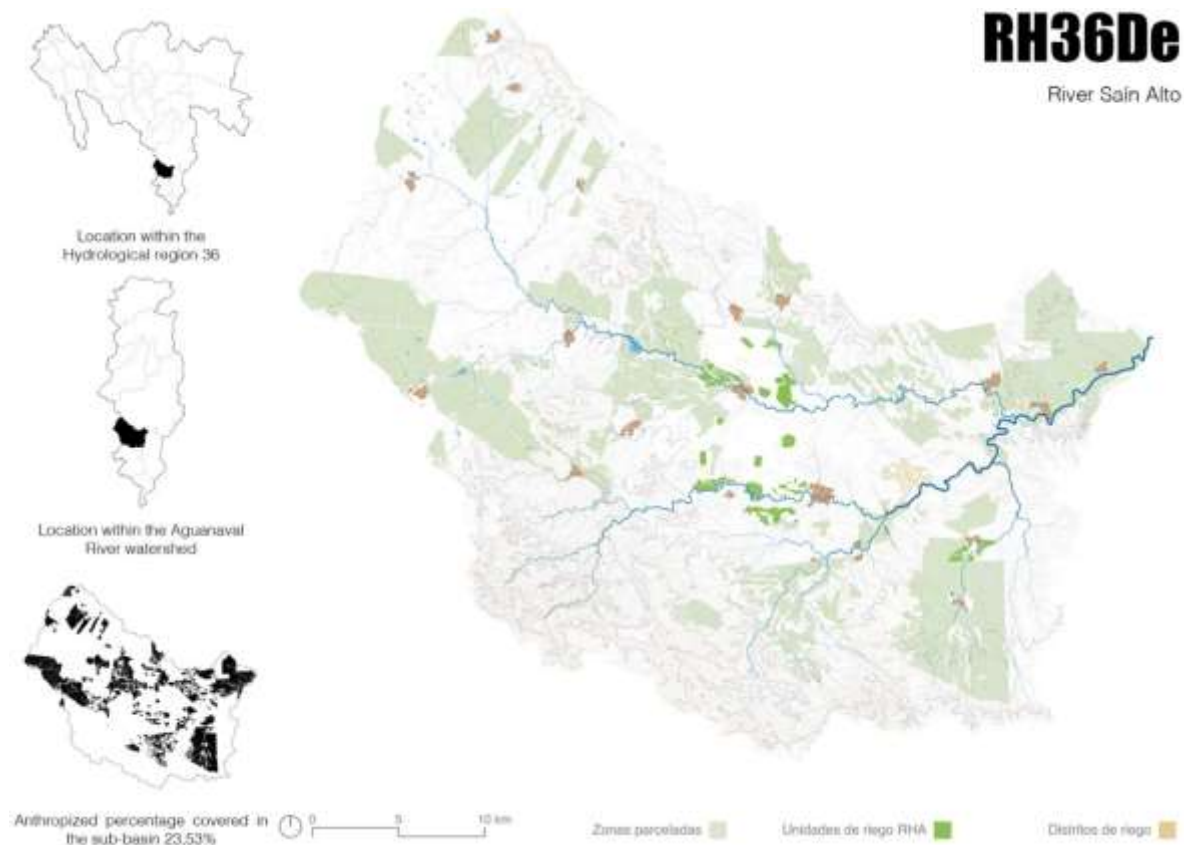 RH36De
River Saín Alto
Location within the
Hydrological region 36
Location within the Aguanaval
River watershed
Anthropized percentage covered in
the sub-basin 23,53%
0 5 10 km
Zonas parceladas
Unidades de riego RHA
Distritos de riego